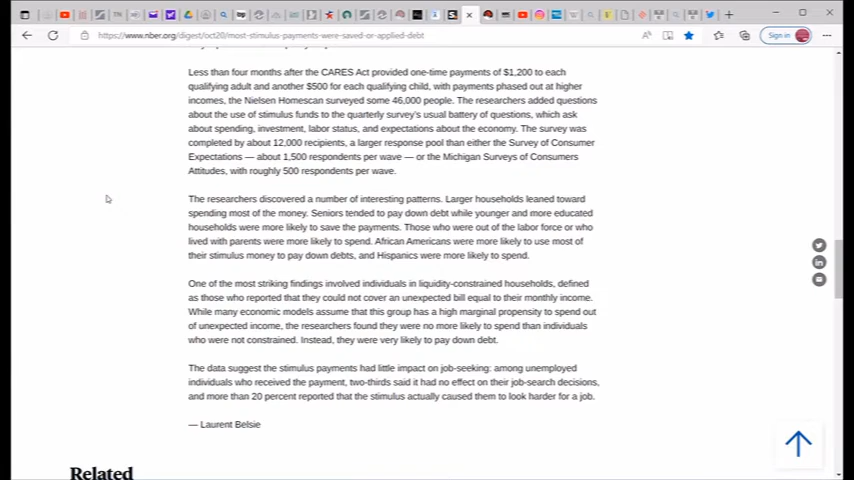 Sign in
https://www.nber.org/digest/oct20/most-stimulus-payments-were-saved-or-applied-debt
Less than four months after the CARES Act provided one-time payments of $1,200 to each
qualifying adult and another $500 for each qualifying child, with payments phased out at higher
incomes, the Nielsen Homescan surveyed some 46,000 people. The researchers added questions
about the use of stimulus funds to the quarterly survey's usual battery of questions, which ask
about spending, investment, labor status, and expectations about the economy. The survey was
completed by about 12,000 recipients, a larger response pool than either the Survey of Consumer
Expectations — about 1,500 respondents per wave — or the Michigan Surveys of Consumers
Attitudes, with roughly 500 respondents per wave.
The researchers discovered a number of interesting patterns. Larger households leaned toward
spending most of the money. Seniors tended to pay down debt while younger and more educated
households were more likely to save the payments. Those who were out of the labor force or who
lived with parents were more likely to spend. African Americans were more likely to use most of
their stimulus money to pay down debts, and Hispanics were more likely to spend.
One of the most striking findings involved individuals in liquidity-constrained households, defined
as those who reported that they could not cover an unexpected bill equal to their monthly income.
While many economic models assume that this group has a high marginal propensity to spend out
of unexpected income, the researchers found they were no more likely to spend than individuals
who were not constrained. Instead, they were very likely to pay down debt.
The data suggest the stimulus payments had little impact on job-seeking: among unemployed
individuals who received the payment, two-thirds said it had no effect on their job-search decisions,
and more than 20 percent reported that the stimulus actually caused them to look harder for a job.
— Laurent Belsie
Related